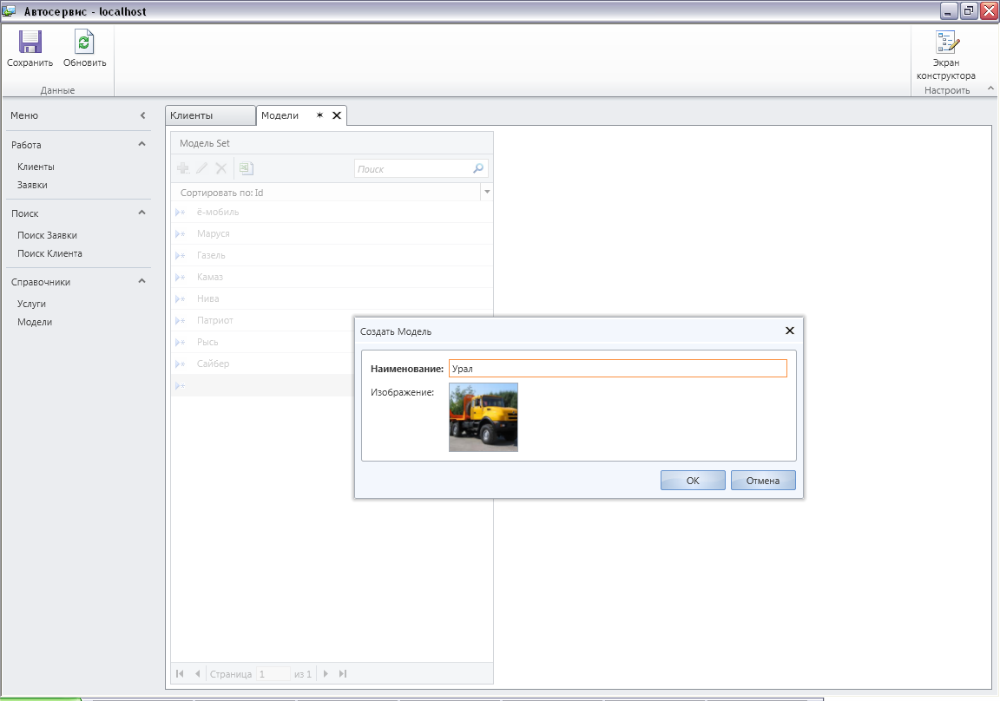 Автосервис - localhost
Сохранить
Обновить
Данные
Экран конструктора
Настроить
Меню
Работа
Клиенты
Заявки
Поиск
Поиск Заявки
Поиск Клиента
Справочники
Услуги
Модели
Клиенты
Модели *
Модель Set
Поиск
Сортировать по: Id
ё-мобиль
Маруся
Газель
Камаз
Нива
Патриот
Рысь
Сайбер
Страница 1 из 1
Создать Модель
Наименование: Урал
Изображение:
ОК
Отмена